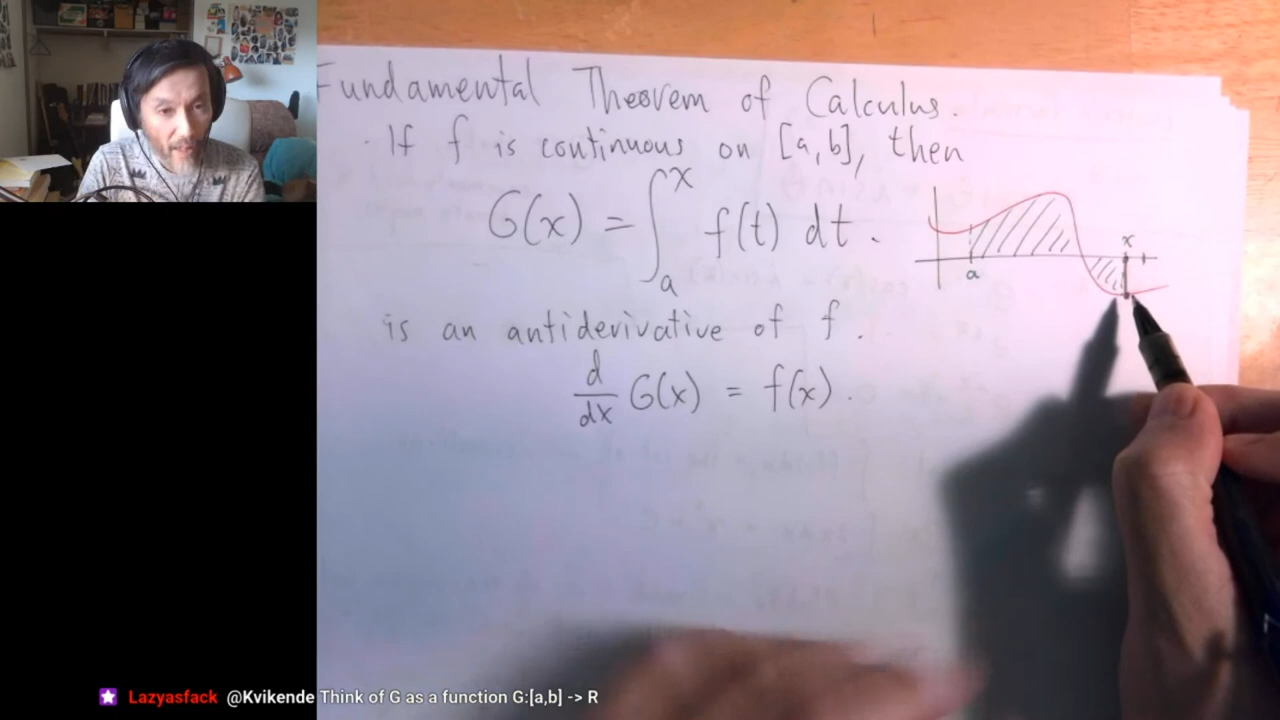 Fundamental Theorem of Calculus.
· If f is continuous on [a,b], then
G(x) = ∫ₐˣ f(t) dt.
x
a
is an antiderivative of f.
d/dx G(x) = f(x).
Lazyasfack @Kvikende Think of G as a function G:[a,b] -> R